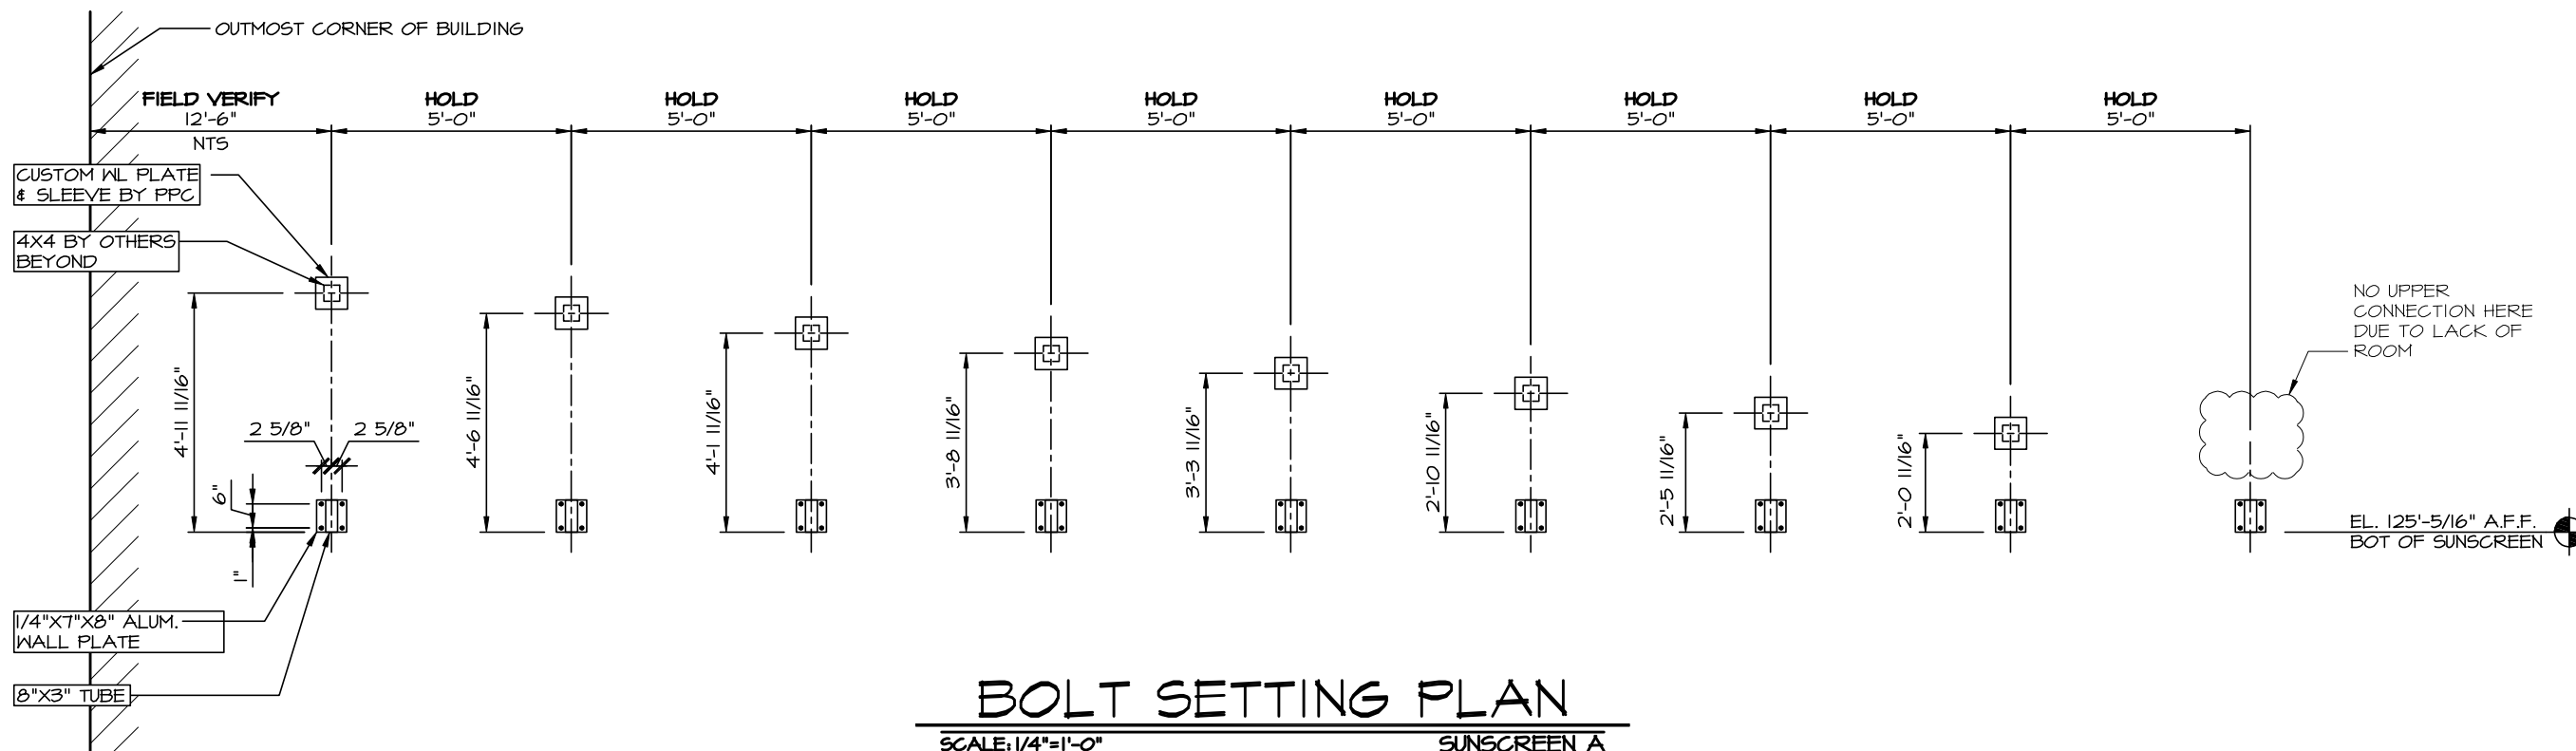 OUTMOST CORNER OF BUILDING
FIELD VERIFY
12'-6"
NTS
HOLD
5'-0"
HOLD
5'-0"
HOLD
5'-0"
HOLD
5'-0"
HOLD
5'-0"
HOLD
5'-0"
HOLD
5'-0"
HOLD
5'-0"
CUSTOM WL PLATE
& SLEEVE BY PPC
4X4 BY OTHERS
BEYOND
4'-11 11/16"
4'-6 11/16"
4'-1 11/16"
3'-8 11/16"
3'-3 11/16"
2'-10 11/16"
2'-5 11/16"
2'-0 11/16"
NO UPPER
CONNECTION HERE
DUE TO LACK OF
ROOM
2 5/8"
2 5/8"
6"
1"
EL. 125'-5/16" A.F.F.
BOT OF SUNSCREEN
1/4"X7"X8" ALUM.
WALL PLATE
8"X3" TUBE
BOLT SETTING PLAN
SCALE: 1/4"=1'-0"
SUNSCREEN A